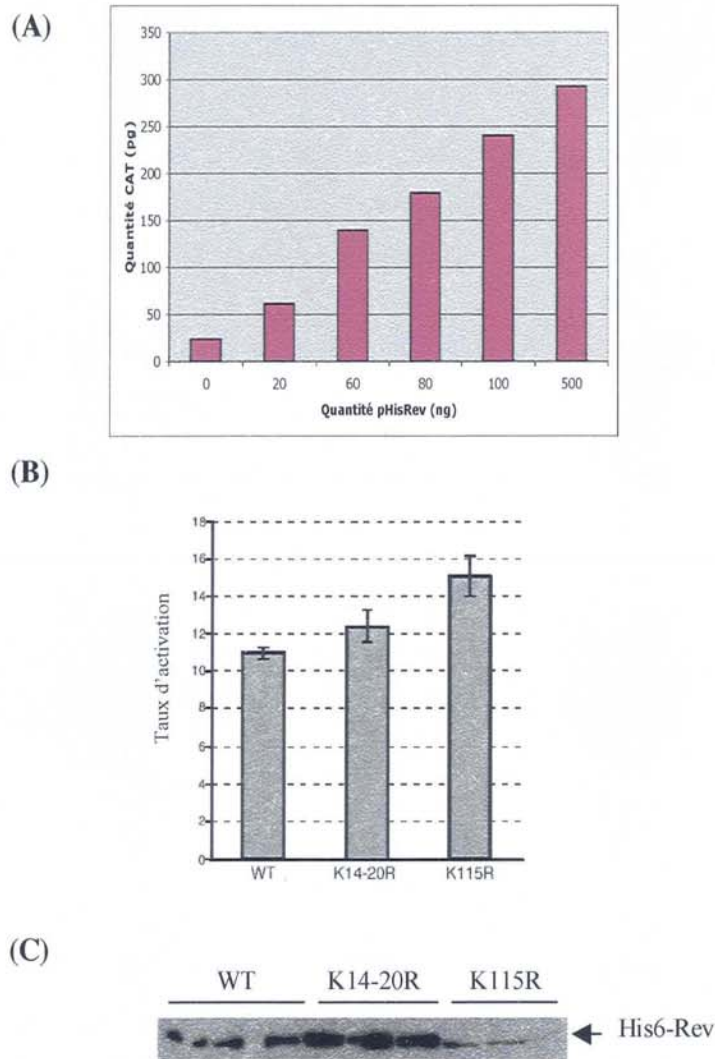 (A)
350
300
250
200
150
100
50
0
Quantité CAT (pg)
0 20 60 80 100 500
Quantité pHisRev (ng)
(B)
18
16
14
12
10
8
6
4
2
0
Taux d'activation
WT K14-20R K115R
(C)
WT K14-20R K115R
His6-Rev